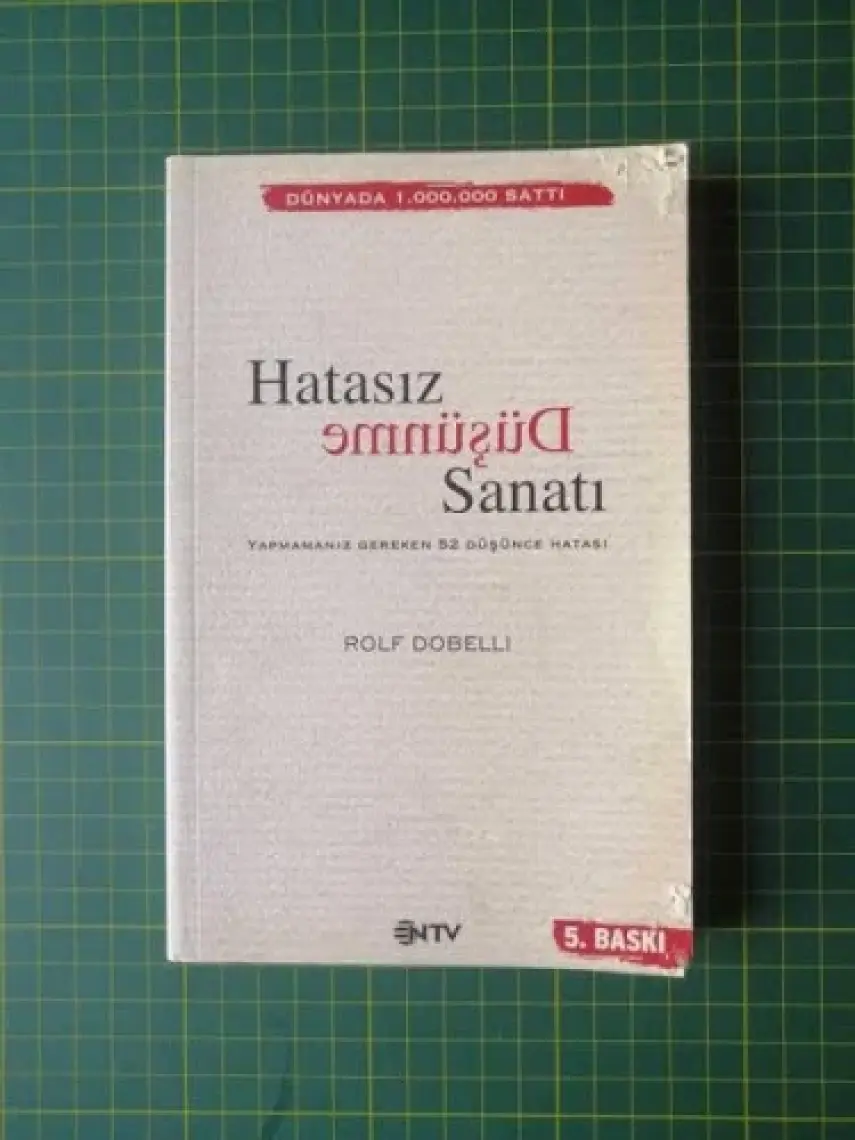 DÜNYADA 1.000.000 SATTI
Hatasız
Düşünme
Sanatı
YAPMAMANIZ GEREKEN 52 DÜŞÜNCE HATASI
ROLF DOBELLI
NTV
5. BASKI